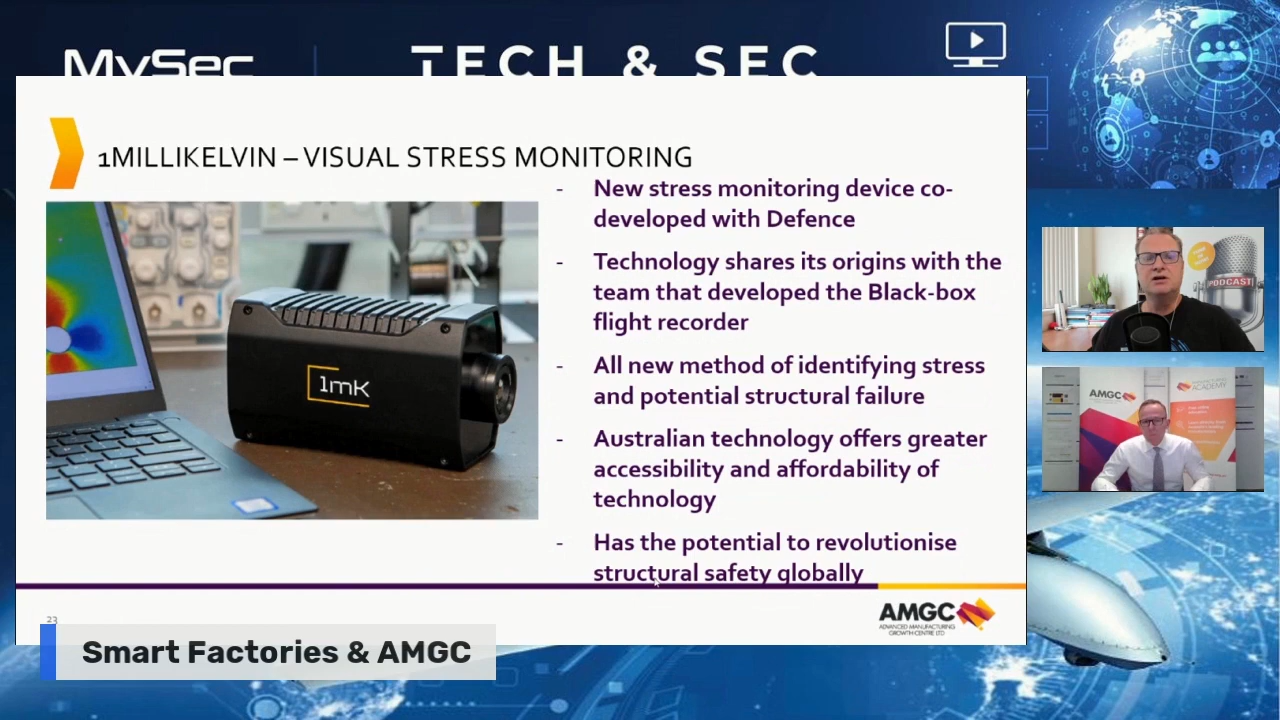 MySec
TECH & SEC
1MILLIKELVIN – VISUAL STRESS MONITORING
- New stress monitoring device co-
developed with Defence
- Technology shares its origins with the
team that developed the Black-box
flight recorder
- All new method of identifying stress
and potential structural failure
- Australian technology offers greater
accessibility and affordability of
technology
- Has the potential to revolutionise
structural safety globally
1mK
PODCAST
AMGC
ACADEMY
23
AMGC
ADVANCED MANUFACTURING
GROWTH CENTRE LTD
Smart Factories & AMGC